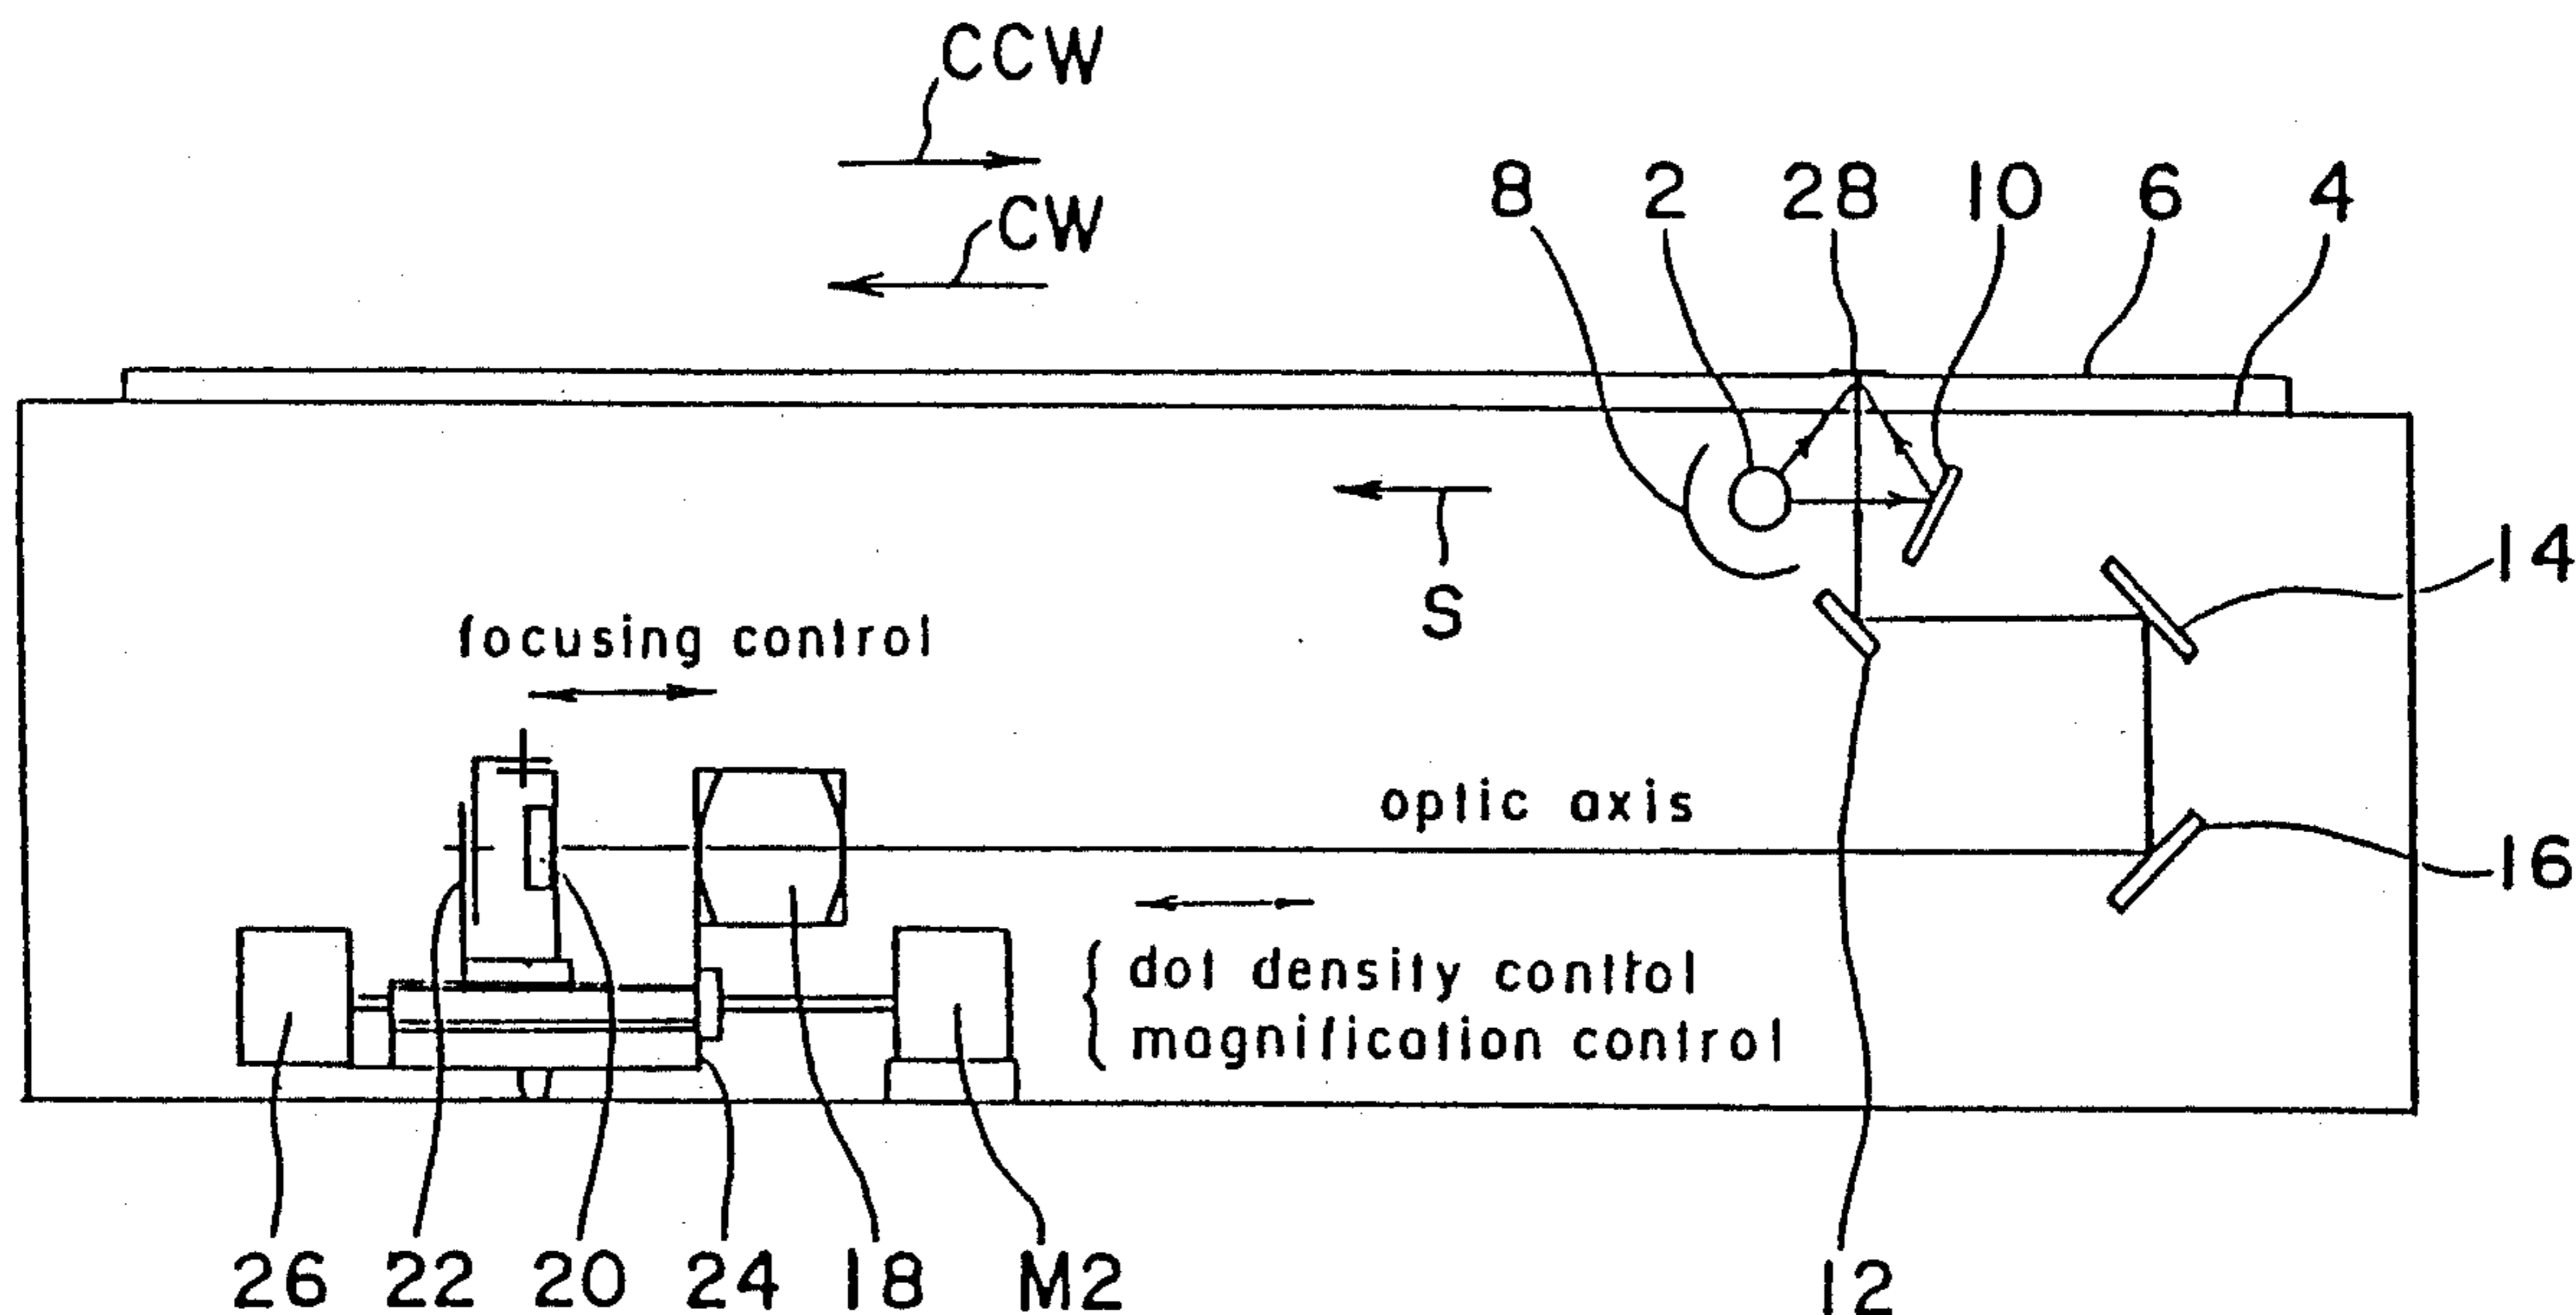 CCW
CW
8 2 28 10 6 4
S
14
focusing control
optic axis
16
dot density control
magnification control
26 22 20 24 18 M2 12